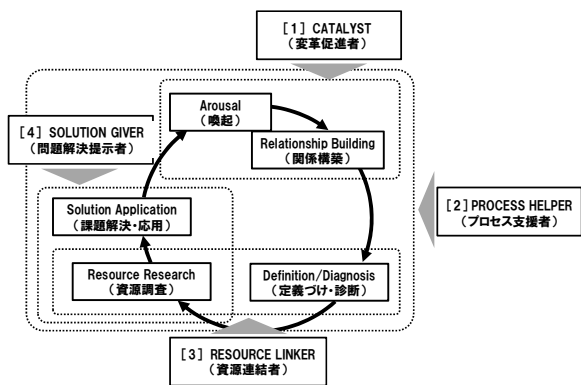 [1] CATALYST
(変革促進者)
Arousal
(喚起)
Relationship Building
(関係構築)
[4] SOLUTION GIVER
(問題解決提示者)
[2] PROCESS HELPER
(プロセス支援者)
Solution Application
(課題解決・応用)
Resource Research
(資源調査)
Definition/Diagnosis
(定義づけ・診断)
[3] RESOURCE LINKER
(資源連結者)